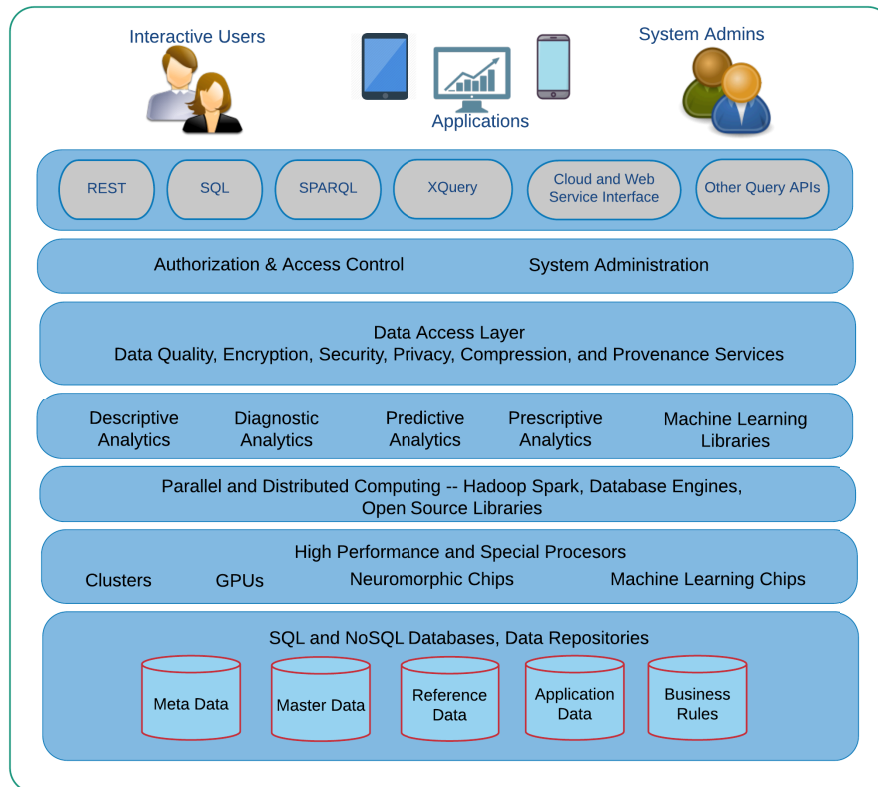 Interactive Users
System Admins
Applications
REST
SQL
SPARQL
XQuery
Cloud and Web
Service Interface
Other Query APIs
Authorization & Access Control
System Administration
Data Access Layer
Data Quality, Encryption, Security, Privacy, Compression, and Provenance Services
Descriptive
Analytics
Diagnostic
Analytics
Predictive
Analytics
Prescriptive
Analytics
Machine Learning
Libraries
Parallel and Distributed Computing -- Hadoop Spark, Database Engines,
Open Source Libraries
High Performance and Special Procesors
Clusters
GPUs
Neuromorphic Chips
Machine Learning Chips
SQL and NoSQL Databases, Data Repositories
Meta Data
Master Data
Reference
Data
Application
Data
Business
Rules